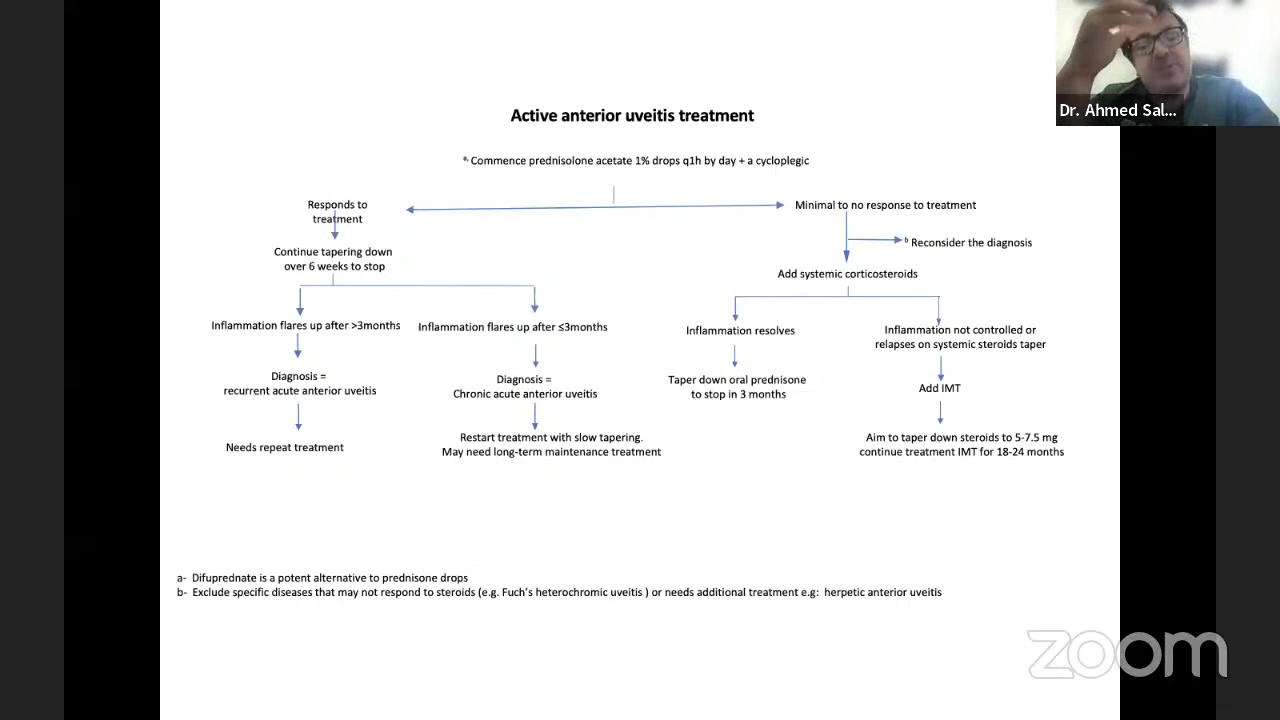 Dr. Ahmed Sal...
Active anterior uveitis treatment
a. Commence prednisolone acetate 1% drops q1h by day + a cycloplegic
Responds to
treatment
Minimal to no response to treatment
b Reconsider the diagnosis
Continue tapering down
over 6 weeks to stop
Add systemic corticosteroids
Inflammation flares up after >3months
Inflammation flares up after ≤3months
Inflammation resolves
Inflammation not controlled or
relapses on systemic steroids taper
Diagnosis =
recurrent acute anterior uveitis
Diagnosis =
Chronic acute anterior uveitis
Taper down oral prednisone
to stop in 3 months
Add IMT
Needs repeat treatment
Restart treatment with slow tapering.
May need long-term maintenance treatment
Aim to taper down steroids to 5-7.5 mg
continue treatment IMT for 18-24 months
a- Difuprednate is a potent alternative to prednisone drops
b- Exclude specific diseases that may not respond to steroids (e.g. Fuch's heterochromic uveitis ) or needs additional treatment e.g: herpetic anterior uveitis
zoom